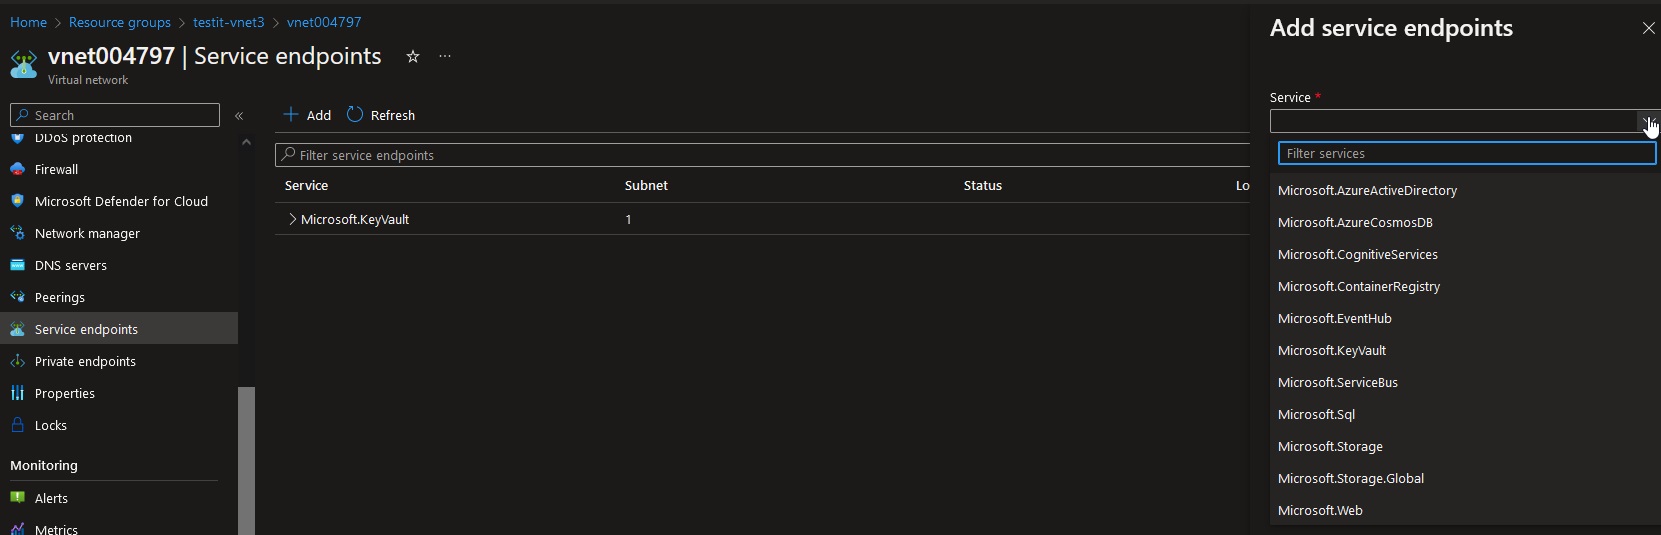 Home > Resource groups > testit-vnet3 > vnet004797
vnet004797 | Service endpoints
Virtual network
Search
DDoS protection
Firewall
Microsoft Defender for Cloud
Network manager
DNS servers
Peerings
Service endpoints
Private endpoints
Properties
Locks
Monitoring
Alerts
Metrics
Add Refresh
Filter service endpoints
Service Subnet Status Lo
Microsoft.KeyVault 1
Add service endpoints
Service *
Filter services
Microsoft.AzureActiveDirectory
Microsoft.AzureCosmosDB
Microsoft.CognitiveServices
Microsoft.ContainerRegistry
Microsoft.EventHub
Microsoft.KeyVault
Microsoft.ServiceBus
Microsoft.Sql
Microsoft.Storage
Microsoft.Storage.Global
Microsoft.Web